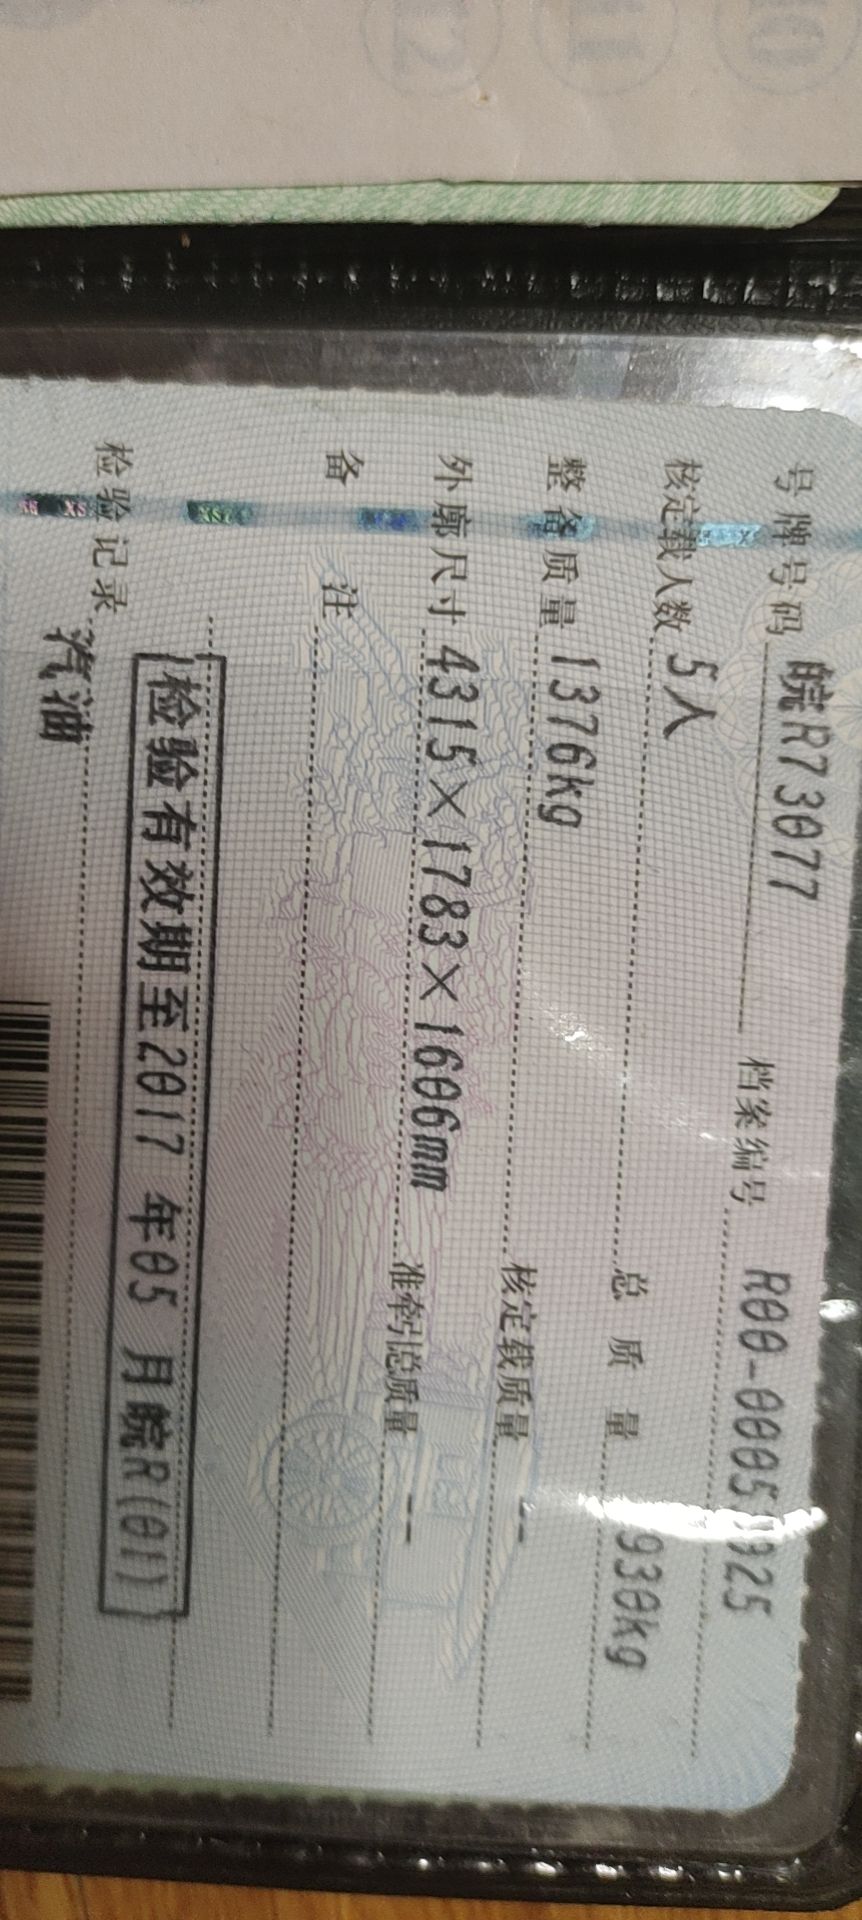 号牌号码 皖R73077 档案编号 R00-0005 925
核定载人数 5人 总质量 930kg
整备质量 1376kg 核定载质量 --
外廓尺寸 4315×1783×1606mm 准牵引总质量 --
备注
检验有效期至2017年05月皖R(01)
检验记录 汽油
10
11
12